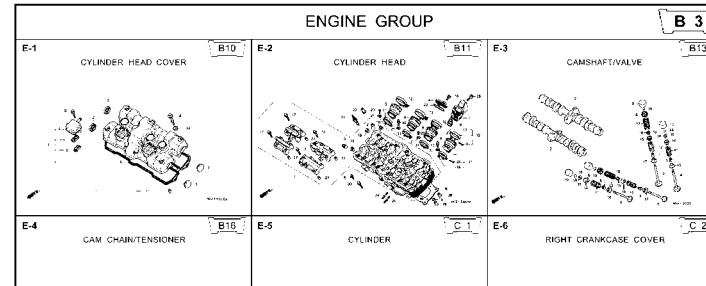 ENGINE GROUP B 3
E-1 B10 E-2 B11 E-3 B13
CYLINDER HEAD COVER CYLINDER HEAD CAMSHAFT/VALVE
E-4 B16 E-5 C 1 E-6 C 2
CAM CHAIN/TENSIONER CYLINDER RIGHT CRANKCASE COVER